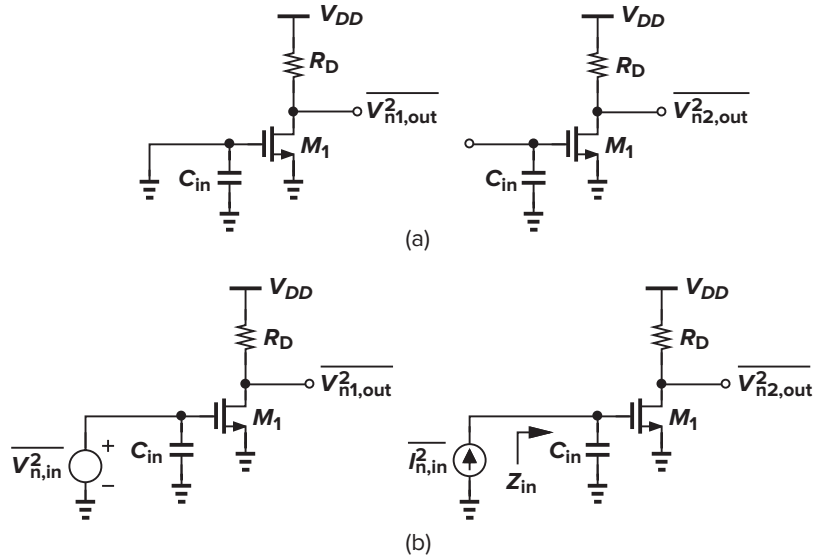 V_DD V_DD
R_D R_D
V²_n1,out V²_n2,out
M_1 M_1
C_in C_in
(a)
V_DD V_DD
R_D R_D
V²_n1,out V²_n2,out
M_1 M_1
V²_n,in + − C_in I²_n,in Z_in C_in
(b)